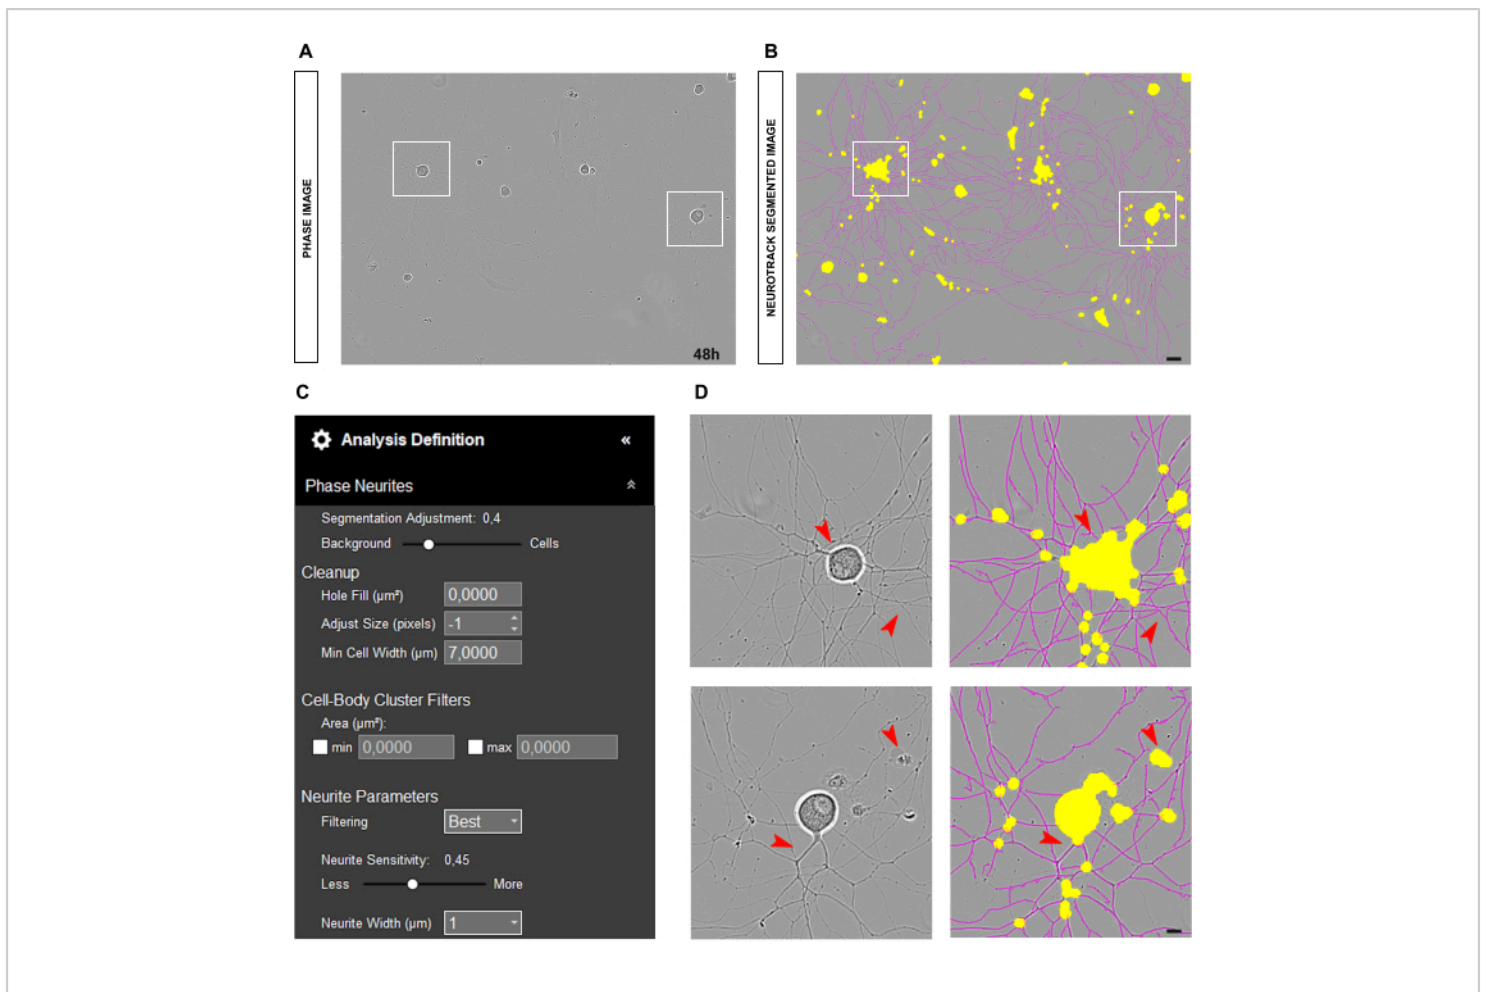 A
B
PHASE IMAGE
48h
NEUROTRACK SEGMENTED IMAGE
C
D
Analysis Definition «
Phase Neurites
Segmentation Adjustment: 0,4
Background Cells
Cleanup
Hole Fill (µm²) 0,0000
Adjust Size (pixels) -1
Min Cell Width (µm) 7,0000
Cell-Body Cluster Filters
Area (µm²):
min 0,0000 max 0,0000
Neurite Parameters
Filtering Best
Neurite Sensitivity: 0,45
Less More
Neurite Width (µm) 1